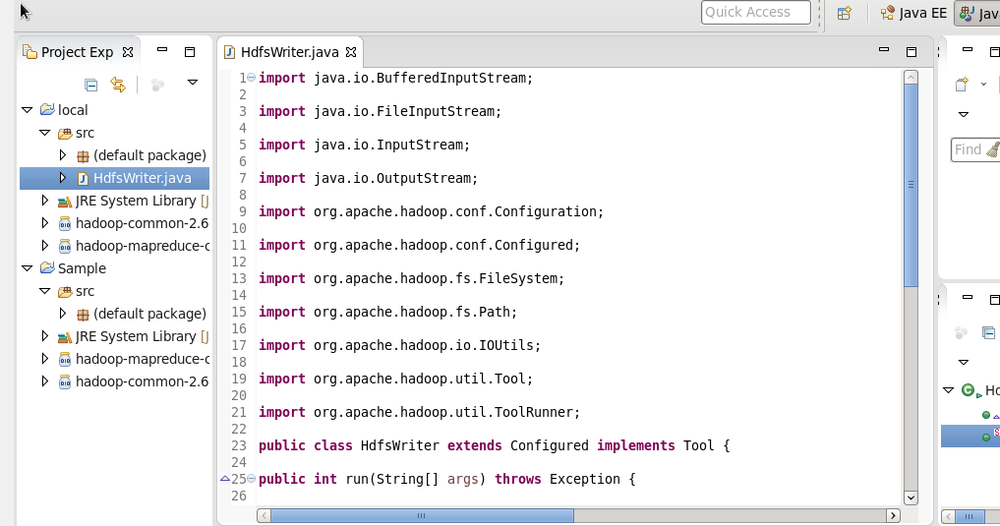 Quick Access
Java EE
Java
Project Exp
HdfsWriter.java
local
src
(default package)
HdfsWriter.java
JRE System Library [J
hadoop-common-2.6
hadoop-mapreduce-c
Sample
src
(default package)
JRE System Library [J
hadoop-mapreduce-c
hadoop-common-2.6
1 import java.io.BufferedInputStream;
2
3 import java.io.FileInputStream;
4
5 import java.io.InputStream;
6
7 import java.io.OutputStream;
8
9 import org.apache.hadoop.conf.Configuration;
10
11 import org.apache.hadoop.conf.Configured;
12
13 import org.apache.hadoop.fs.FileSystem;
14
15 import org.apache.hadoop.fs.Path;
16
17 import org.apache.hadoop.io.IOUtils;
18
19 import org.apache.hadoop.util.Tool;
20
21 import org.apache.hadoop.util.ToolRunner;
22
23 public class HdfsWriter extends Configured implements Tool {
24
25 public int run(String[] args) throws Exception {
26
Find
Hd